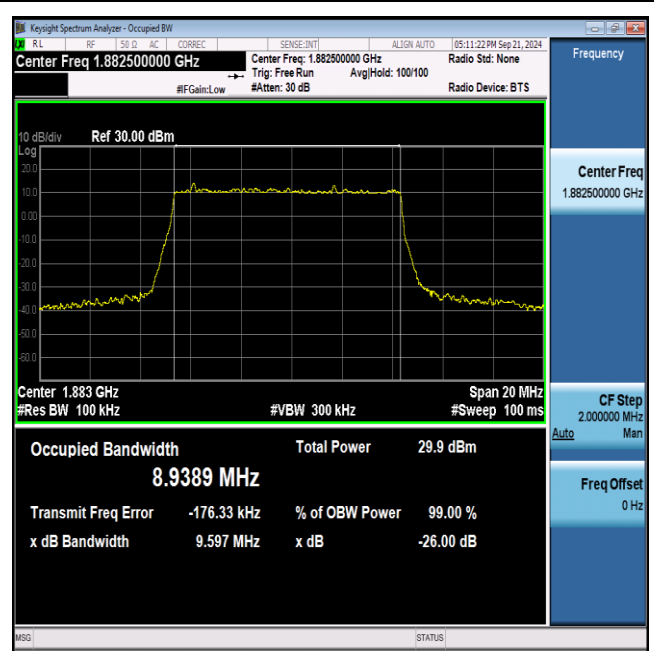 Keysight Spectrum Analyzer - Occupied BW
RL RF 50 Ω AC CORREC SENSE:INT ALIGN AUTO 05:11:22 PM Sep 21, 2024
Center Freq 1.882500000 GHz
Center Freq: 1.882500000 GHz
Radio Std: None
Trig: Free Run Avg|Hold: 100/100
#IFGain:Low #Atten: 30 dB Radio Device: BTS
10 dB/div Ref 30.00 dBm
Log
20.0
10.0
0.00
-10.0
-20.0
-30.0
-40.0
-50.0
-60.0
Center 1.883 GHz Span 20 MHz
#Res BW 100 kHz #VBW 300 kHz #Sweep 100 ms
Occupied Bandwidth Total Power 29.9 dBm
8.9389 MHz
Transmit Freq Error -176.33 kHz % of OBW Power 99.00 %
x dB Bandwidth 9.597 MHz x dB -26.00 dB
MSG STATUS
Frequency
Center Freq
1.882500000 GHz
CF Step
2.000000 MHz
Auto Man
Freq Offset
0 Hz